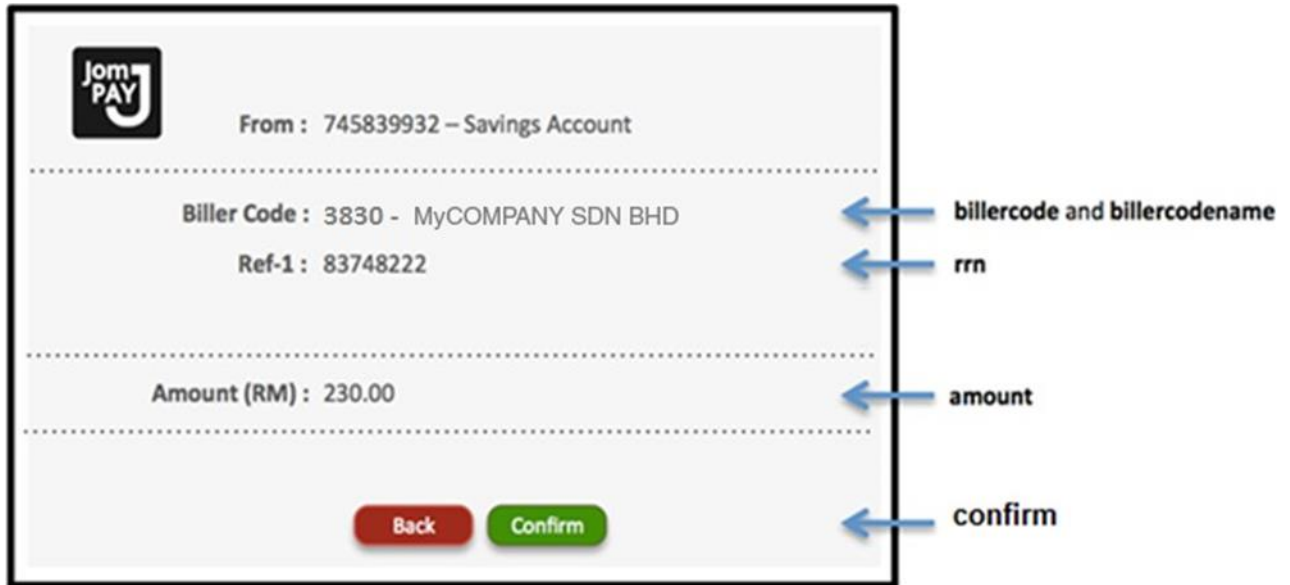 Jom
PAY
From : 745839932 – Savings Account
Biller Code : 3830 - MyCOMPANY SDN BHD
billercode and billercodename
Ref-1 : 83748222
rrn
Amount (RM) : 230.00
amount
Back
Confirm
confirm